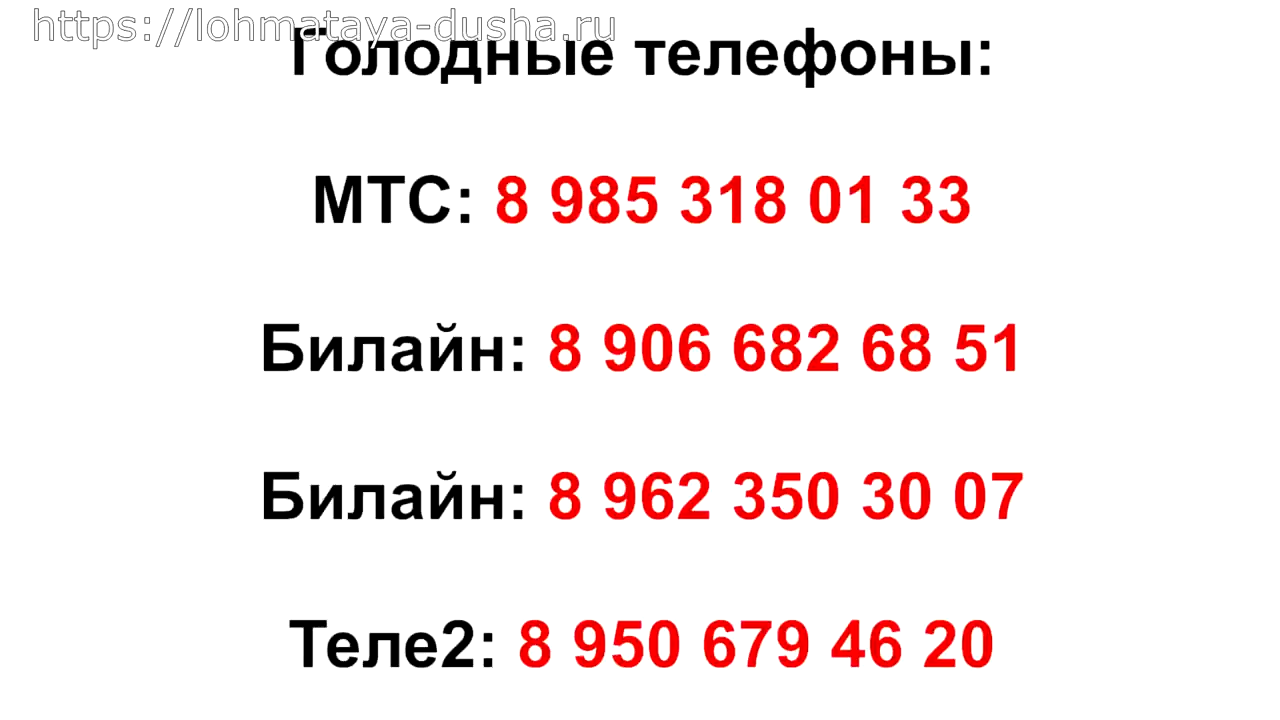 https://lohmataya-dusha.ru
Голодные телефоны:
МТС: 8 985 318 01 33
Билайн: 8 906 682 68 51
Билайн: 8 962 350 30 07
Теле2: 8 950 679 46 20